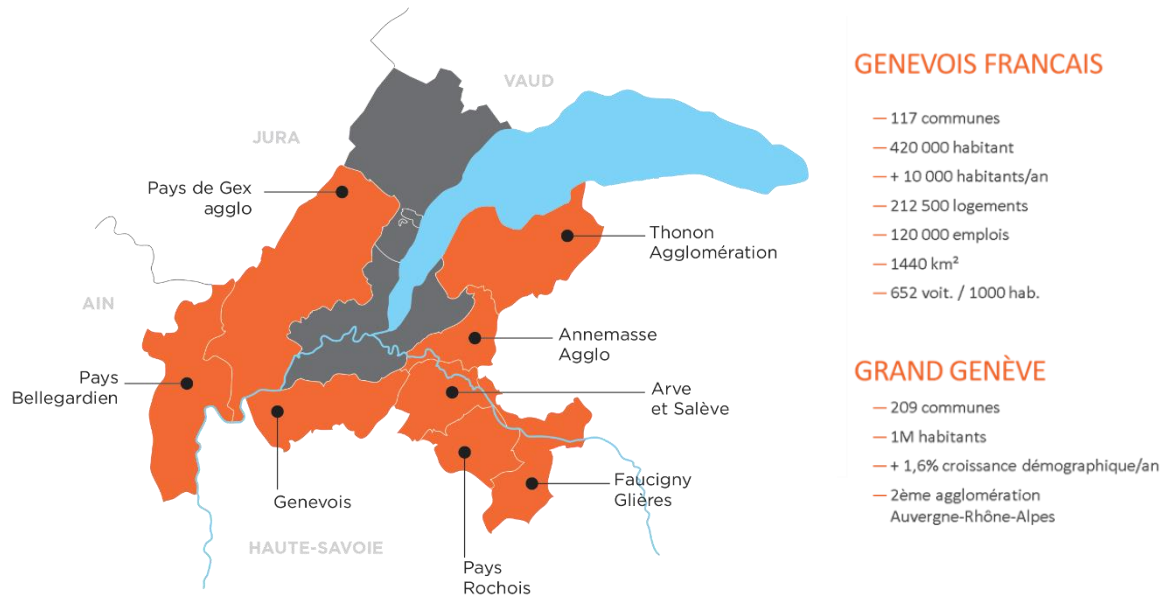 VAUD
JURA
Pays de Gex
agglo
Thonon
Agglomération
AIN
Annemasse
Agglo
Pays
Bellegardien
Arve
et Salève
Genevois
Faucigny
Glières
HAUTE-SAVOIE
Pays
Rochois
GENEVOIS FRANCAIS
— 117 communes
— 420 000 habitant
— + 10 000 habitants/an
— 212 500 logements
— 120 000 emplois
— 1440 km²
— 652 voit. / 1000 hab.
GRAND GENÈVE
— 209 communes
— 1M habitants
— + 1,6% croissance démographique/an
— 2ème agglomération
Auvergne-Rhône-Alpes